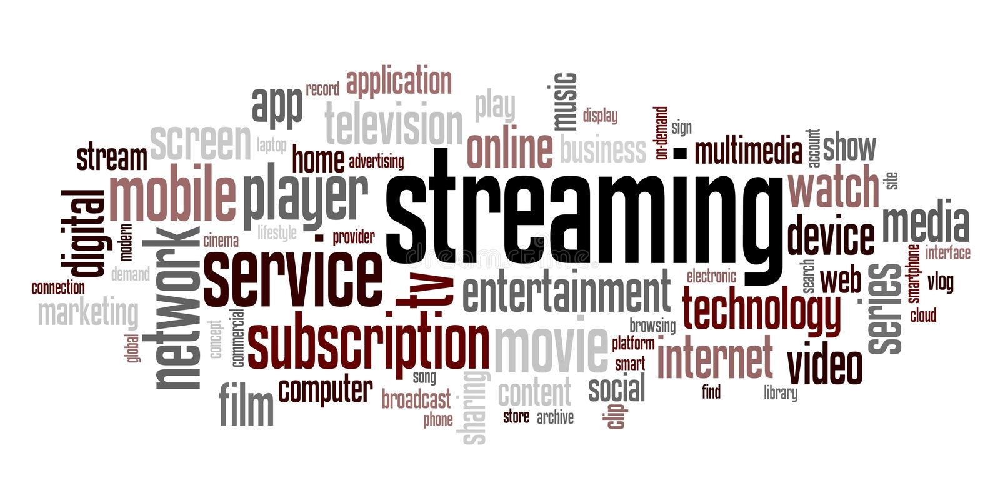 record
application
app
television
play
music
display
on-demand
sign
screen
laptop
stream
home
advertising
online
business
multimedia
account
show
mobile
player
streaming
watch
site
digital
modern
lifestyle
cinema
provider
device
media
interface
network
service
tv
entertainment
electronic
search
web
series
smartphone
vlog
demand
connection
marketing
technology
cloud
concept
commercial
subscription
movie
browsing
platform
internet
video
global
smart
song
sharing
film
computer
broadcast
content
social
find
library
phone
store
archive
clip